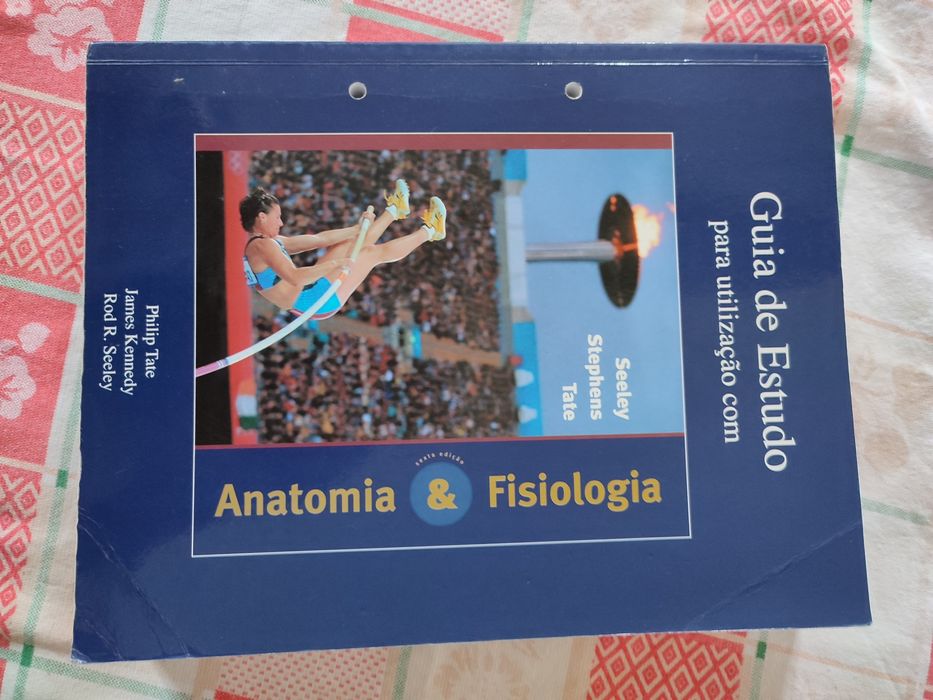 Guia de Estudo
para utilização com
Seeley
Stephens
Tate
sexta edição
Anatomia & Fisiologia
Philip Tate
James Kennedy
Rod R. Seeley